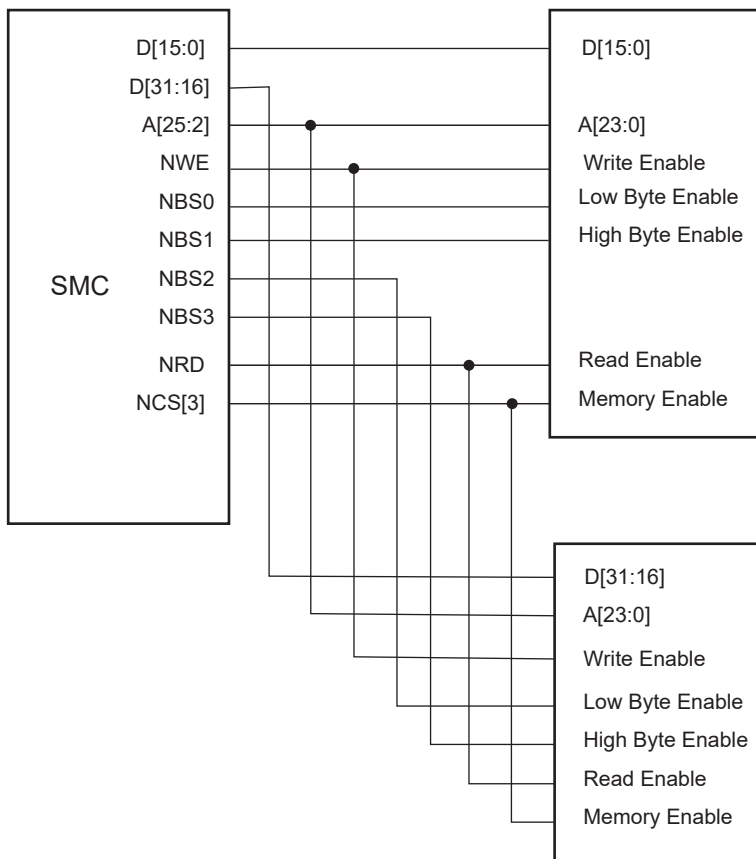 D[15:0]
D[31:16]
A[25:2]
NWE
NBS0
NBS1
NBS2
NBS3
NRD
NCS[3]
SMC
D[15:0]
A[23:0]
Write Enable
Low Byte Enable
High Byte Enable
Read Enable
Memory Enable
D[31:16]
A[23:0]
Write Enable
Low Byte Enable
High Byte Enable
Read Enable
Memory Enable